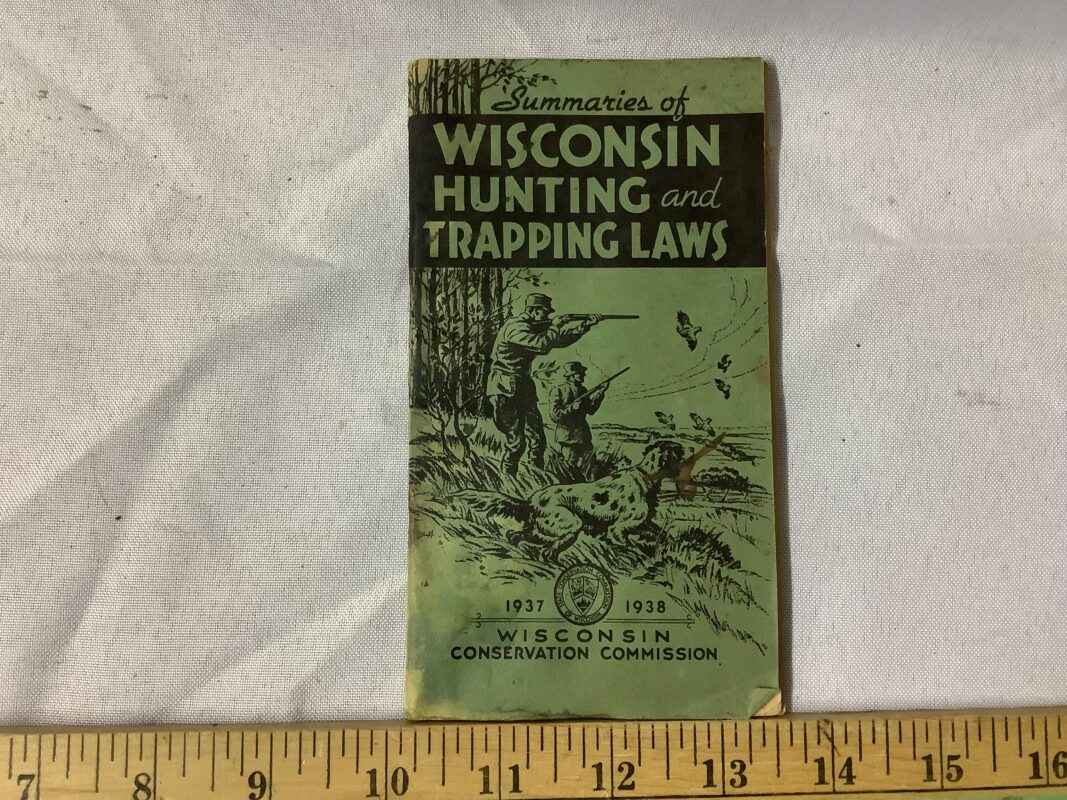 Summaries of
WISCONSIN
HUNTING and
TRAPPING LAWS
1937 1938
WISCONSIN
CONSERVATION COMMISSION
7 8 9 10 11 12 13 14 15 16